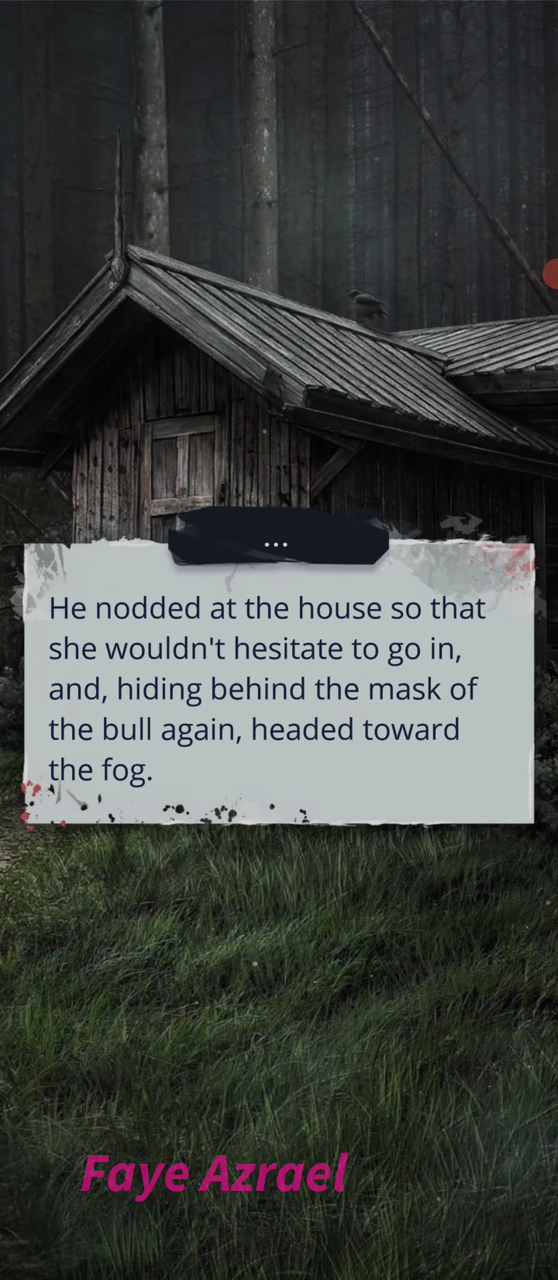 ...
He nodded at the house so that
she wouldn't hesitate to go in,
and, hiding behind the mask of
the bull again, headed toward
the fog.
Faye Azrael